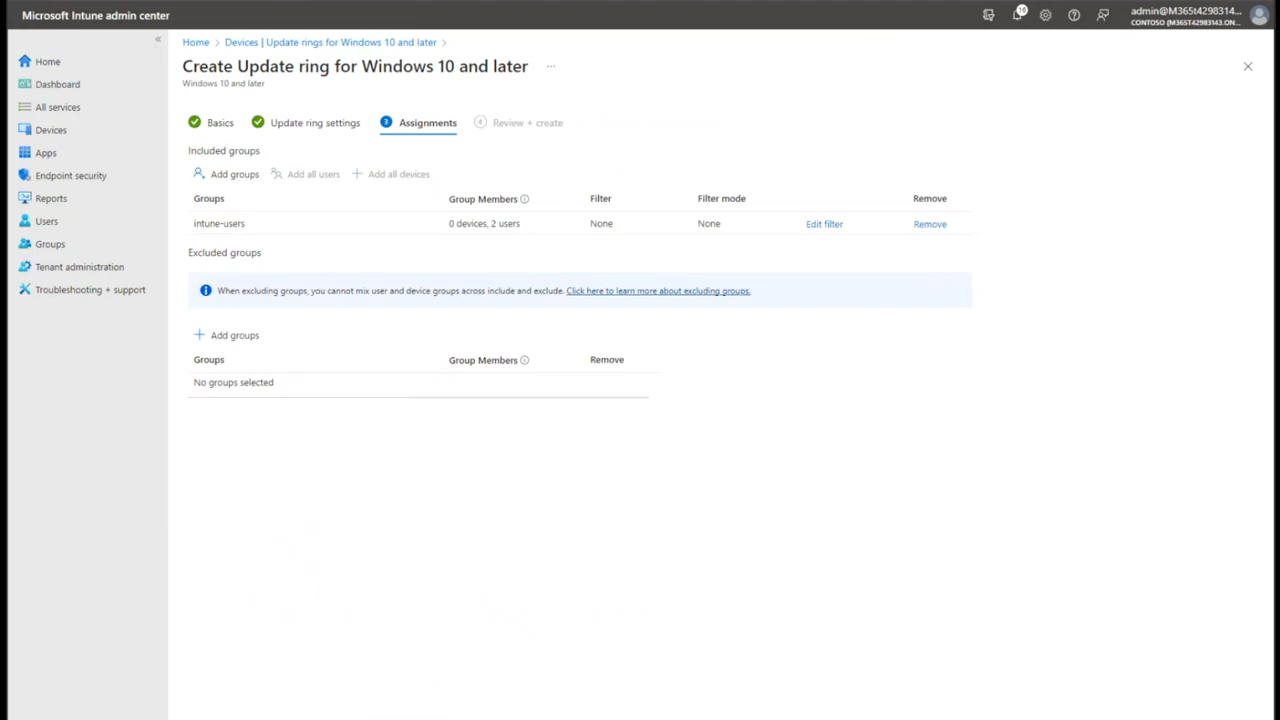 Microsoft Intune admin center
16
admin@M365t4298314...
CONTOSO (M365T4298143.ON...
«
Home
Dashboard
All services
Devices
Apps
Endpoint security
Reports
Users
Groups
Tenant administration
Troubleshooting + support
Home > Devices | Update rings for Windows 10 and later >
Create Update ring for Windows 10 and later ...
Windows 10 and later
Basics Update ring settings 3 Assignments 4 Review + create
Included groups
Add groups Add all users Add all devices
Groups Group Members Filter Filter mode Remove
intune-users 0 devices, 2 users None None Edit filter Remove
Excluded groups
When excluding groups, you cannot mix user and device groups across include and exclude. Click here to learn more about excluding groups.
Add groups
Groups Group Members Remove
No groups selected